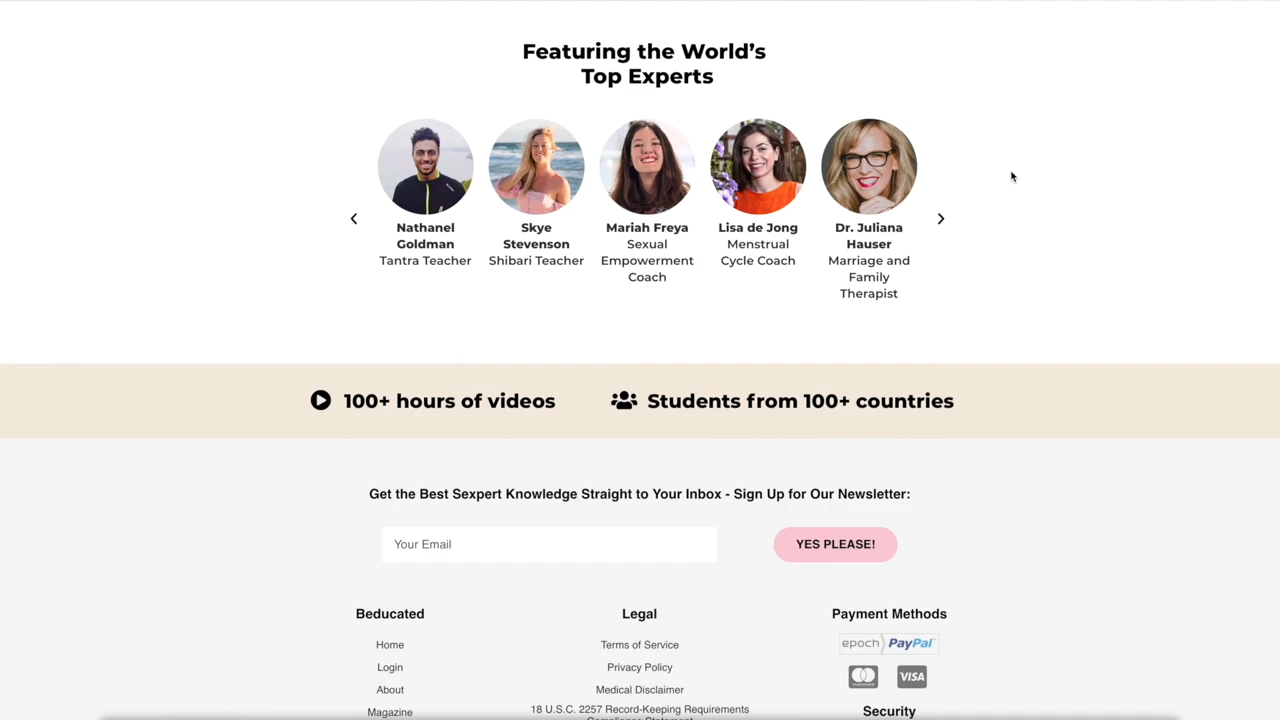 Featuring the World's
Top Experts
Nathanel
Goldman
Tantra Teacher
Skye
Stevenson
Shibari Teacher
Mariah Freya
Sexual
Empowerment
Coach
Lisa de Jong
Menstrual
Cycle Coach
Dr. Juliana
Hauser
Marriage and
Family
Therapist
100+ hours of videos
Students from 100+ countries
Get the Best Sexpert Knowledge Straight to Your Inbox - Sign Up for Our Newsletter:
Your Email
YES PLEASE!
Beducated
Home
Login
About
Magazine
Legal
Terms of Service
Privacy Policy
Medical Disclaimer
18 U.S.C. 2257 Record-Keeping Requirements
Compliance Statement
Payment Methods
epoch PayPal
VISA
Security